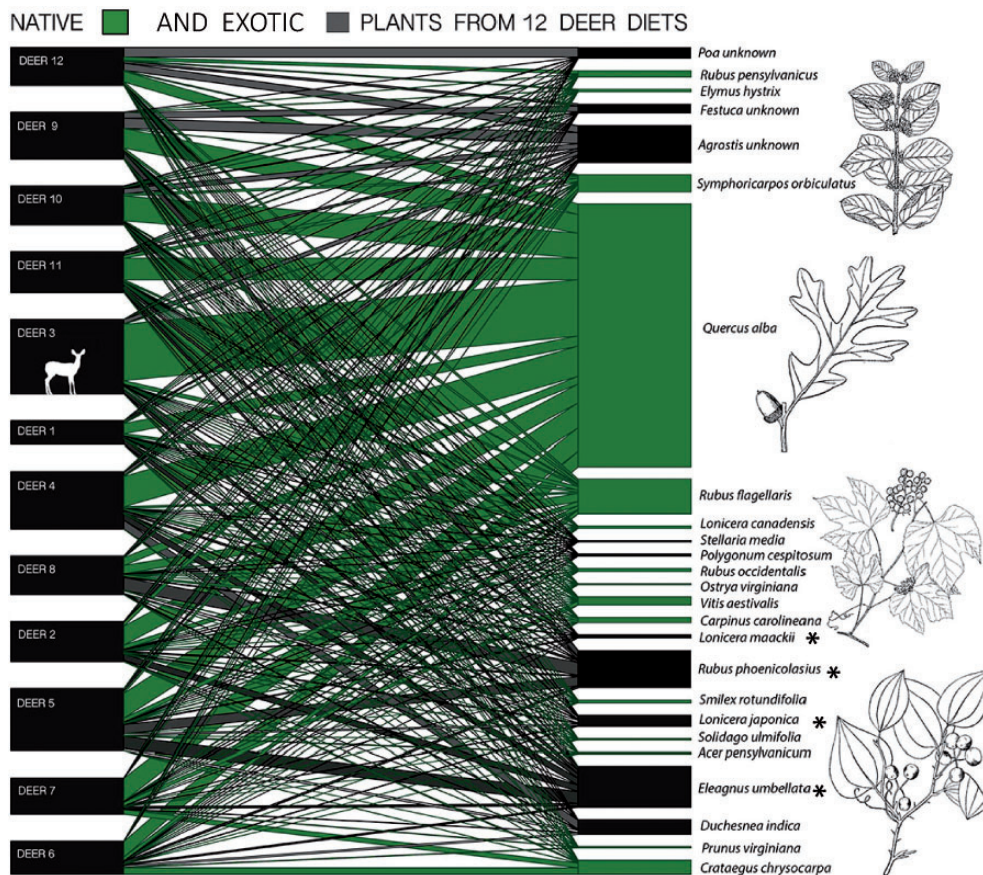 NATIVE AND EXOTIC PLANTS FROM 12 DEER DIETS
DEER 12
DEER 9
DEER 10
DEER 11
DEER 3
DEER 1
DEER 4
DEER 8
DEER 2
DEER 5
DEER 7
DEER 6
Poa unknown
Rubus pensylvanicus
Elymus hystrix
Festuca unknown
Agrostis unknown
Symphoricarpos orbiculatus
Quercus alba
Rubus flagellaris
Lonicera canadensis
Stellaria media
Polygonum cespitosum
Rubus occidentalis
Ostrya virginiana
Vitis aestivalis
Carpinus carolineana
Lonicera maackii *
Rubus phoenicolasius *
Smilex rotundifolia
Lonicera japonica *
Solidago ulmifolia
Acer pensylvanicum
Eleagnus umbellata *
Duchesnea indica
Prunus virginiana
Crataegus chrysocarpa